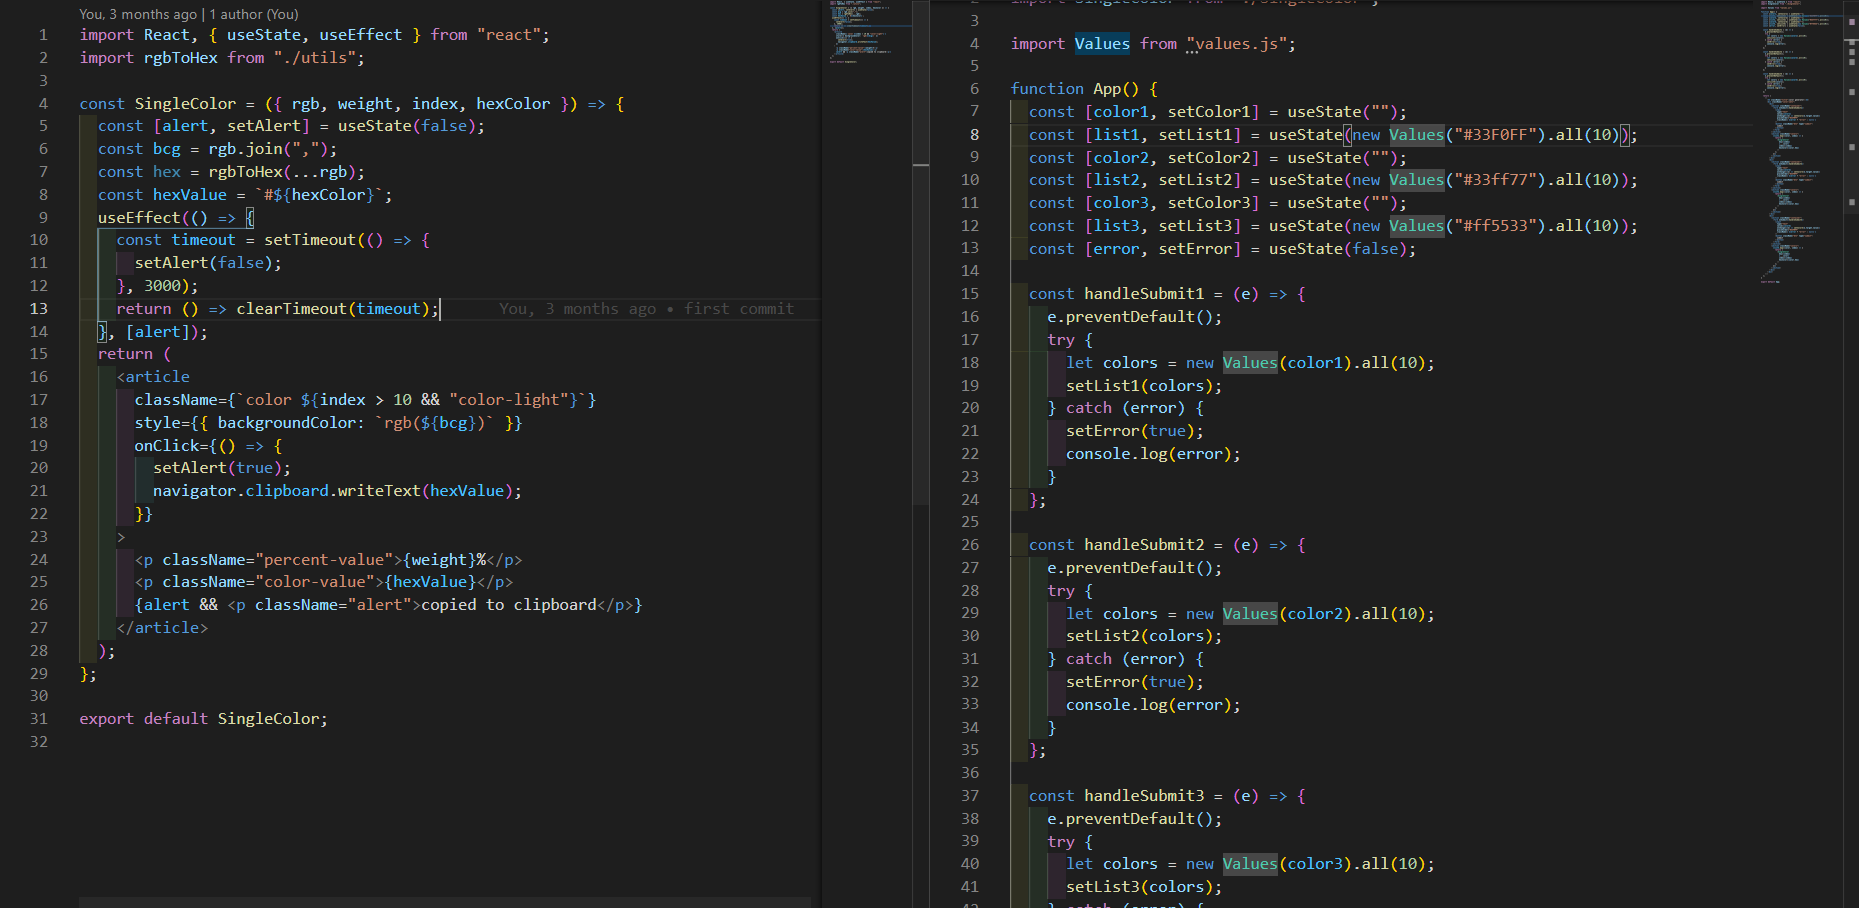 You, 3 months ago | 1 author (You)
1 import React, { useState, useEffect } from "react";
2 import rgbToHex from "./utils";
3
4 const SingleColor = ({ rgb, weight, index, hexColor }) => {
5 const [alert, setAlert] = useState(false);
6 const bcg = rgb.join(",");
7 const hex = rgbToHex(...rgb);
8 const hexValue = `#${hexColor}`;
9 useEffect(() => {
10 const timeout = setTimeout(() => {
11 setAlert(false);
12 }, 3000);
13 return () => clearTimeout(timeout); You, 3 months ago • first commit
14 }, [alert]);
15 return (
16 <article
17 className={`color ${index > 10 && "color-light"}`}
18 style={{ backgroundColor: `rgb(${bcg})` }}
19 onClick={() => {
20 setAlert(true);
21 navigator.clipboard.writeText(hexValue);
22 }}
23 >
24 <p className="percent-value">{weight}%</p>
25 <p className="color-value">{hexValue}</p>
26 {alert && <p className="alert">copied to clipboard</p>}
27 </article>
28 );
29 };
30
31 export default SingleColor;
32
3
4 import Values from "values.js";
5
6 function App() {
7 const [color1, setColor1] = useState("");
8 const [list1, setList1] = useState(new Values("#33F0FF").all(10));
9 const [color2, setColor2] = useState("");
10 const [list2, setList2] = useState(new Values("#33ff77").all(10));
11 const [color3, setColor3] = useState("");
12 const [list3, setList3] = useState(new Values("#ff5533").all(10));
13 const [error, setError] = useState(false);
14
15 const handleSubmit1 = (e) => {
16 e.preventDefault();
17 try {
18 let colors = new Values(color1).all(10);
19 setList1(colors);
20 } catch (error) {
21 setError(true);
22 console.log(error);
23 }
24 };
25
26 const handleSubmit2 = (e) => {
27 e.preventDefault();
28 try {
29 let colors = new Values(color2).all(10);
30 setList2(colors);
31 } catch (error) {
32 setError(true);
33 console.log(error);
34 }
35 };
36
37 const handleSubmit3 = (e) => {
38 e.preventDefault();
39 try {
40 let colors = new Values(color3).all(10);
41 setList3(colors);